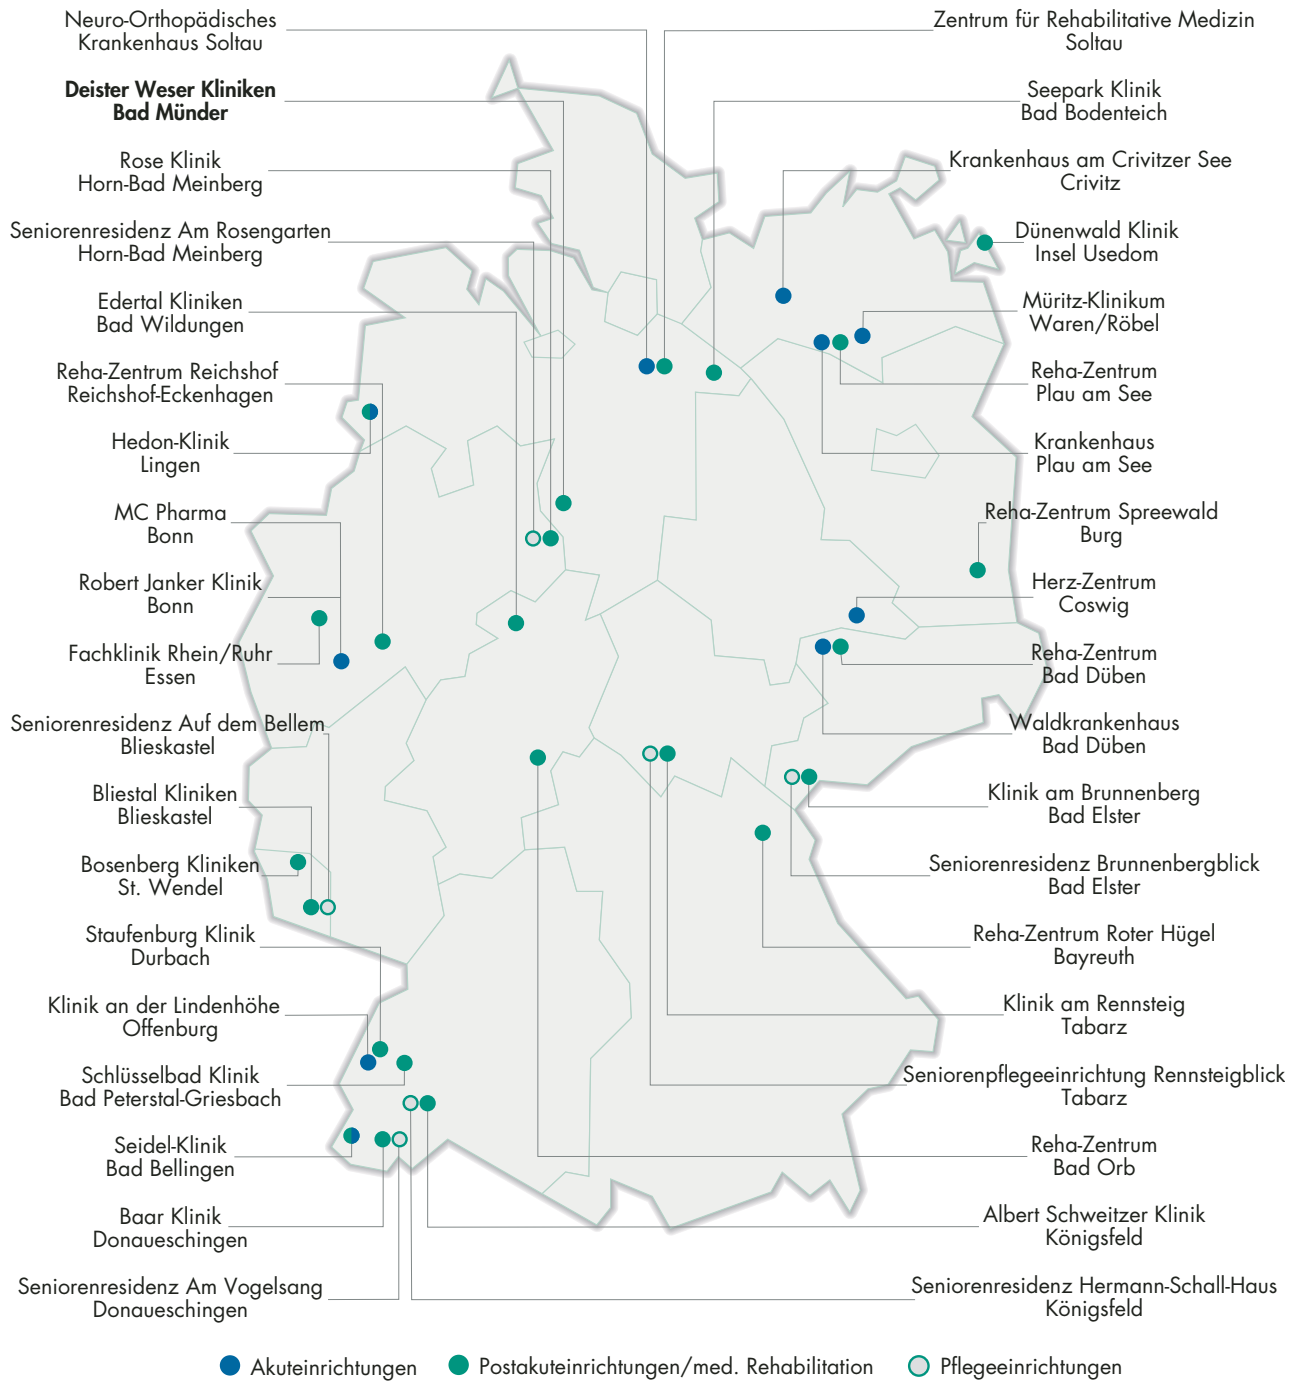 Neuro-Orthopädisches
Krankenhaus Soltau
Deister Weser Kliniken
Bad Münder
Rose Klinik
Horn-Bad Meinberg
Seniorenresidenz Am Rosengarten
Horn-Bad Meinberg
Edertal Kliniken
Bad Wildungen
Reha-Zentrum Reichshof
Reichshof-Eckenhagen
Hedon-Klinik
Lingen
MC Pharma
Bonn
Robert Janker Klinik
Bonn
Fachklinik Rhein/Ruhr
Essen
Seniorenresidenz Auf dem Bellem
Blieskastel
Bliestal Kliniken
Blieskastel
Bosenberg Kliniken
St. Wendel
Staufenburg Klinik
Durbach
Klinik an der Lindenhöhe
Offenburg
Schlüsselbad Klinik
Bad Peterstal-Griesbach
Seidel-Klinik
Bad Bellingen
Baar Klinik
Donaueschingen
Seniorenresidenz Am Vogelsang
Donaueschingen
Zentrum für Rehabilitative Medizin
Soltau
Seepark Klinik
Bad Bodenteich
Krankenhaus am Crivitzer See
Crivitz
Dünenwald Klinik
Insel Usedom
Müritz-Klinikum
Waren/Röbel
Reha-Zentrum
Plau am See
Krankenhaus
Plau am See
Reha-Zentrum Spreewald
Burg
Herz-Zentrum
Coswig
Reha-Zentrum
Bad Düben
Waldkrankenhaus
Bad Düben
Klinik am Brunnenberg
Bad Elster
Seniorenresidenz Brunnenbergblick
Bad Elster
Reha-Zentrum Roter Hügel
Bayreuth
Klinik am Rennsteig
Tabarz
Seniorenpflegeeinrichtung Rennsteigblick
Tabarz
Reha-Zentrum
Bad Orb
Albert Schweitzer Klinik
Königsfeld
Seniorenresidenz Hermann-Schall-Haus
Königsfeld
Akuteinrichtungen
Postakuteinrichtungen/med. Rehabilitation
Pflegeeinrichtungen